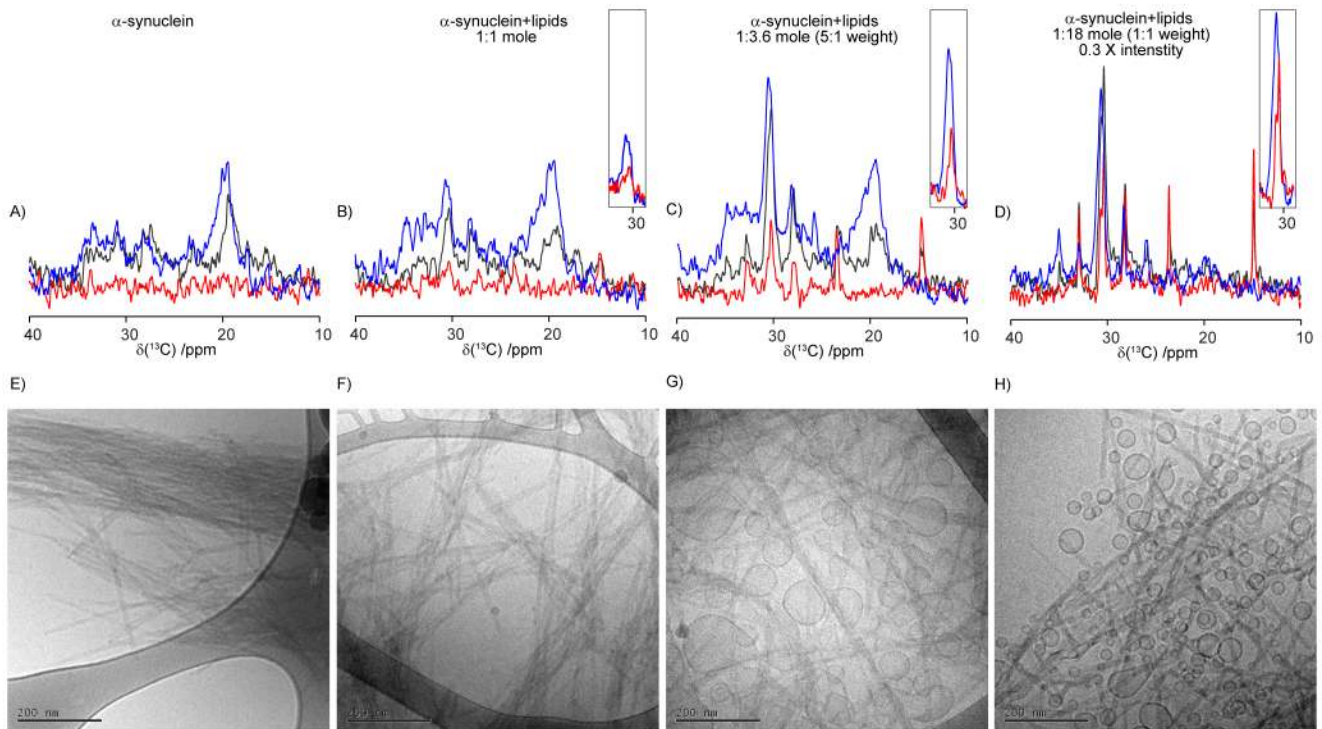 α-synuclein
α-synuclein+lipids
1:1 mole
α-synuclein+lipids
1:3.6 mole (5:1 weight)
α-synuclein+lipids
1:18 mole (1:1 weight)
0.3 X intenstity
30
30
30
A)
B)
C)
D)
40 30 20 10
40 30 20 10
40 30 20 10
40 30 20 10
δ(¹³C) /ppm
δ(¹³C) /ppm
δ(¹³C) /ppm
δ(¹³C) /ppm
E)
F)
G)
H)
200 nm
200 nm
200 nm
200 nm